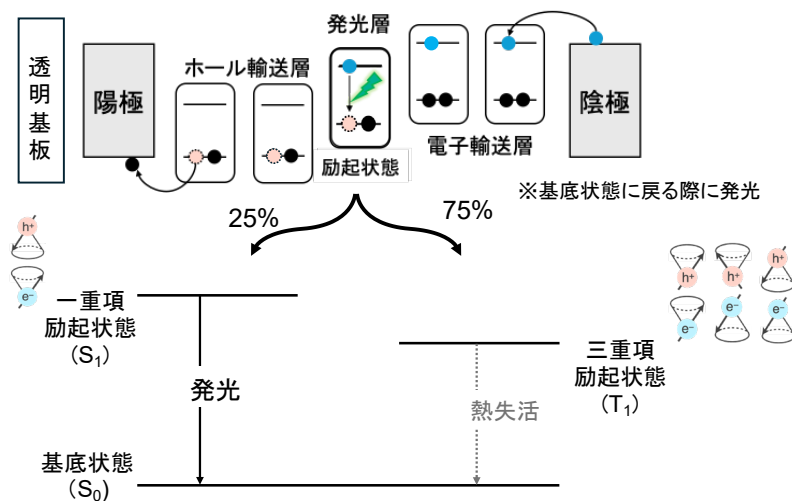 発光層
ホール輸送層
透明基板
陽極
陰極
電子輸送層
励起状態
※基底状態に戻る際に発光
25%
75%
h⁺
e⁻
h⁺
h⁺
h⁺
e⁻
e⁻
e⁻
一重項
励起状態
（S₁）
三重項
励起状態
（T₁）
発光
熱失活
基底状態
（S₀)